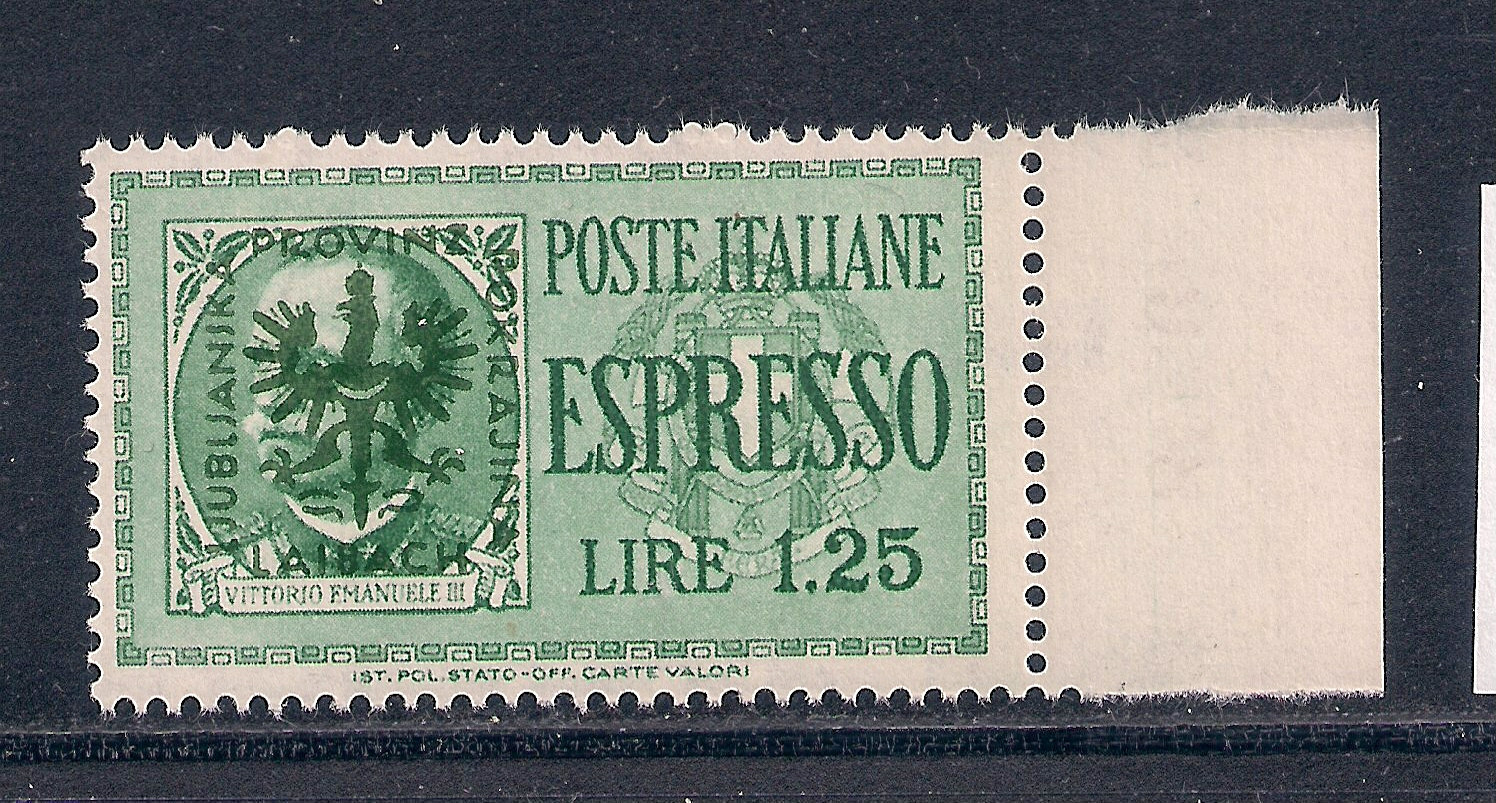 PROVINZ
LJUBLJANSKA
POKRAJINA
LAIBACH
VITTORIO EMANUELE III
POSTE ITALIANE
ESPRESSO
LIRE 1.25
IST. POL. STATO-OFF. CARTE VALORI